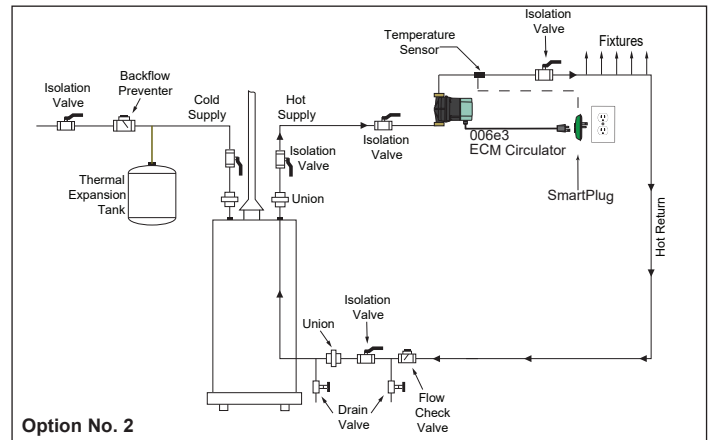 Isolation
Valve
Temperature
Sensor
Fixtures
Isolation
Valve
Backflow
Preventer
Cold
Supply
Hot
Supply
Isolation
Valve
Isolation
Valve
006e3
ECM Circulator
SmartPlug
Thermal
Expansion
Tank
Union
Hot Return
Isolation
Valve
Union
Drain
Valve
Flow
Check
Valve
Option No. 2